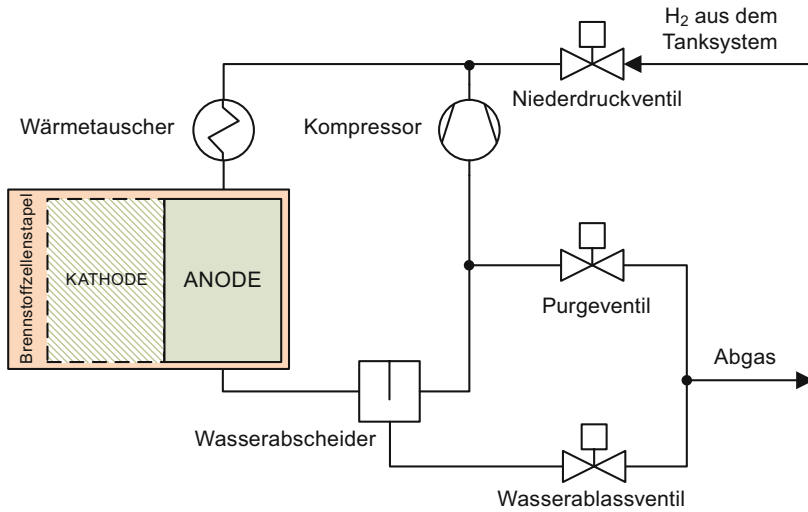 H₂ aus dem
Tanksystem
Niederdruckventil
Wärmetauscher
Kompressor
Brennstoffzellenstapel
KATHODE
ANODE
Purgeventil
Abgas
Wasserabscheider
Wasserablassventil